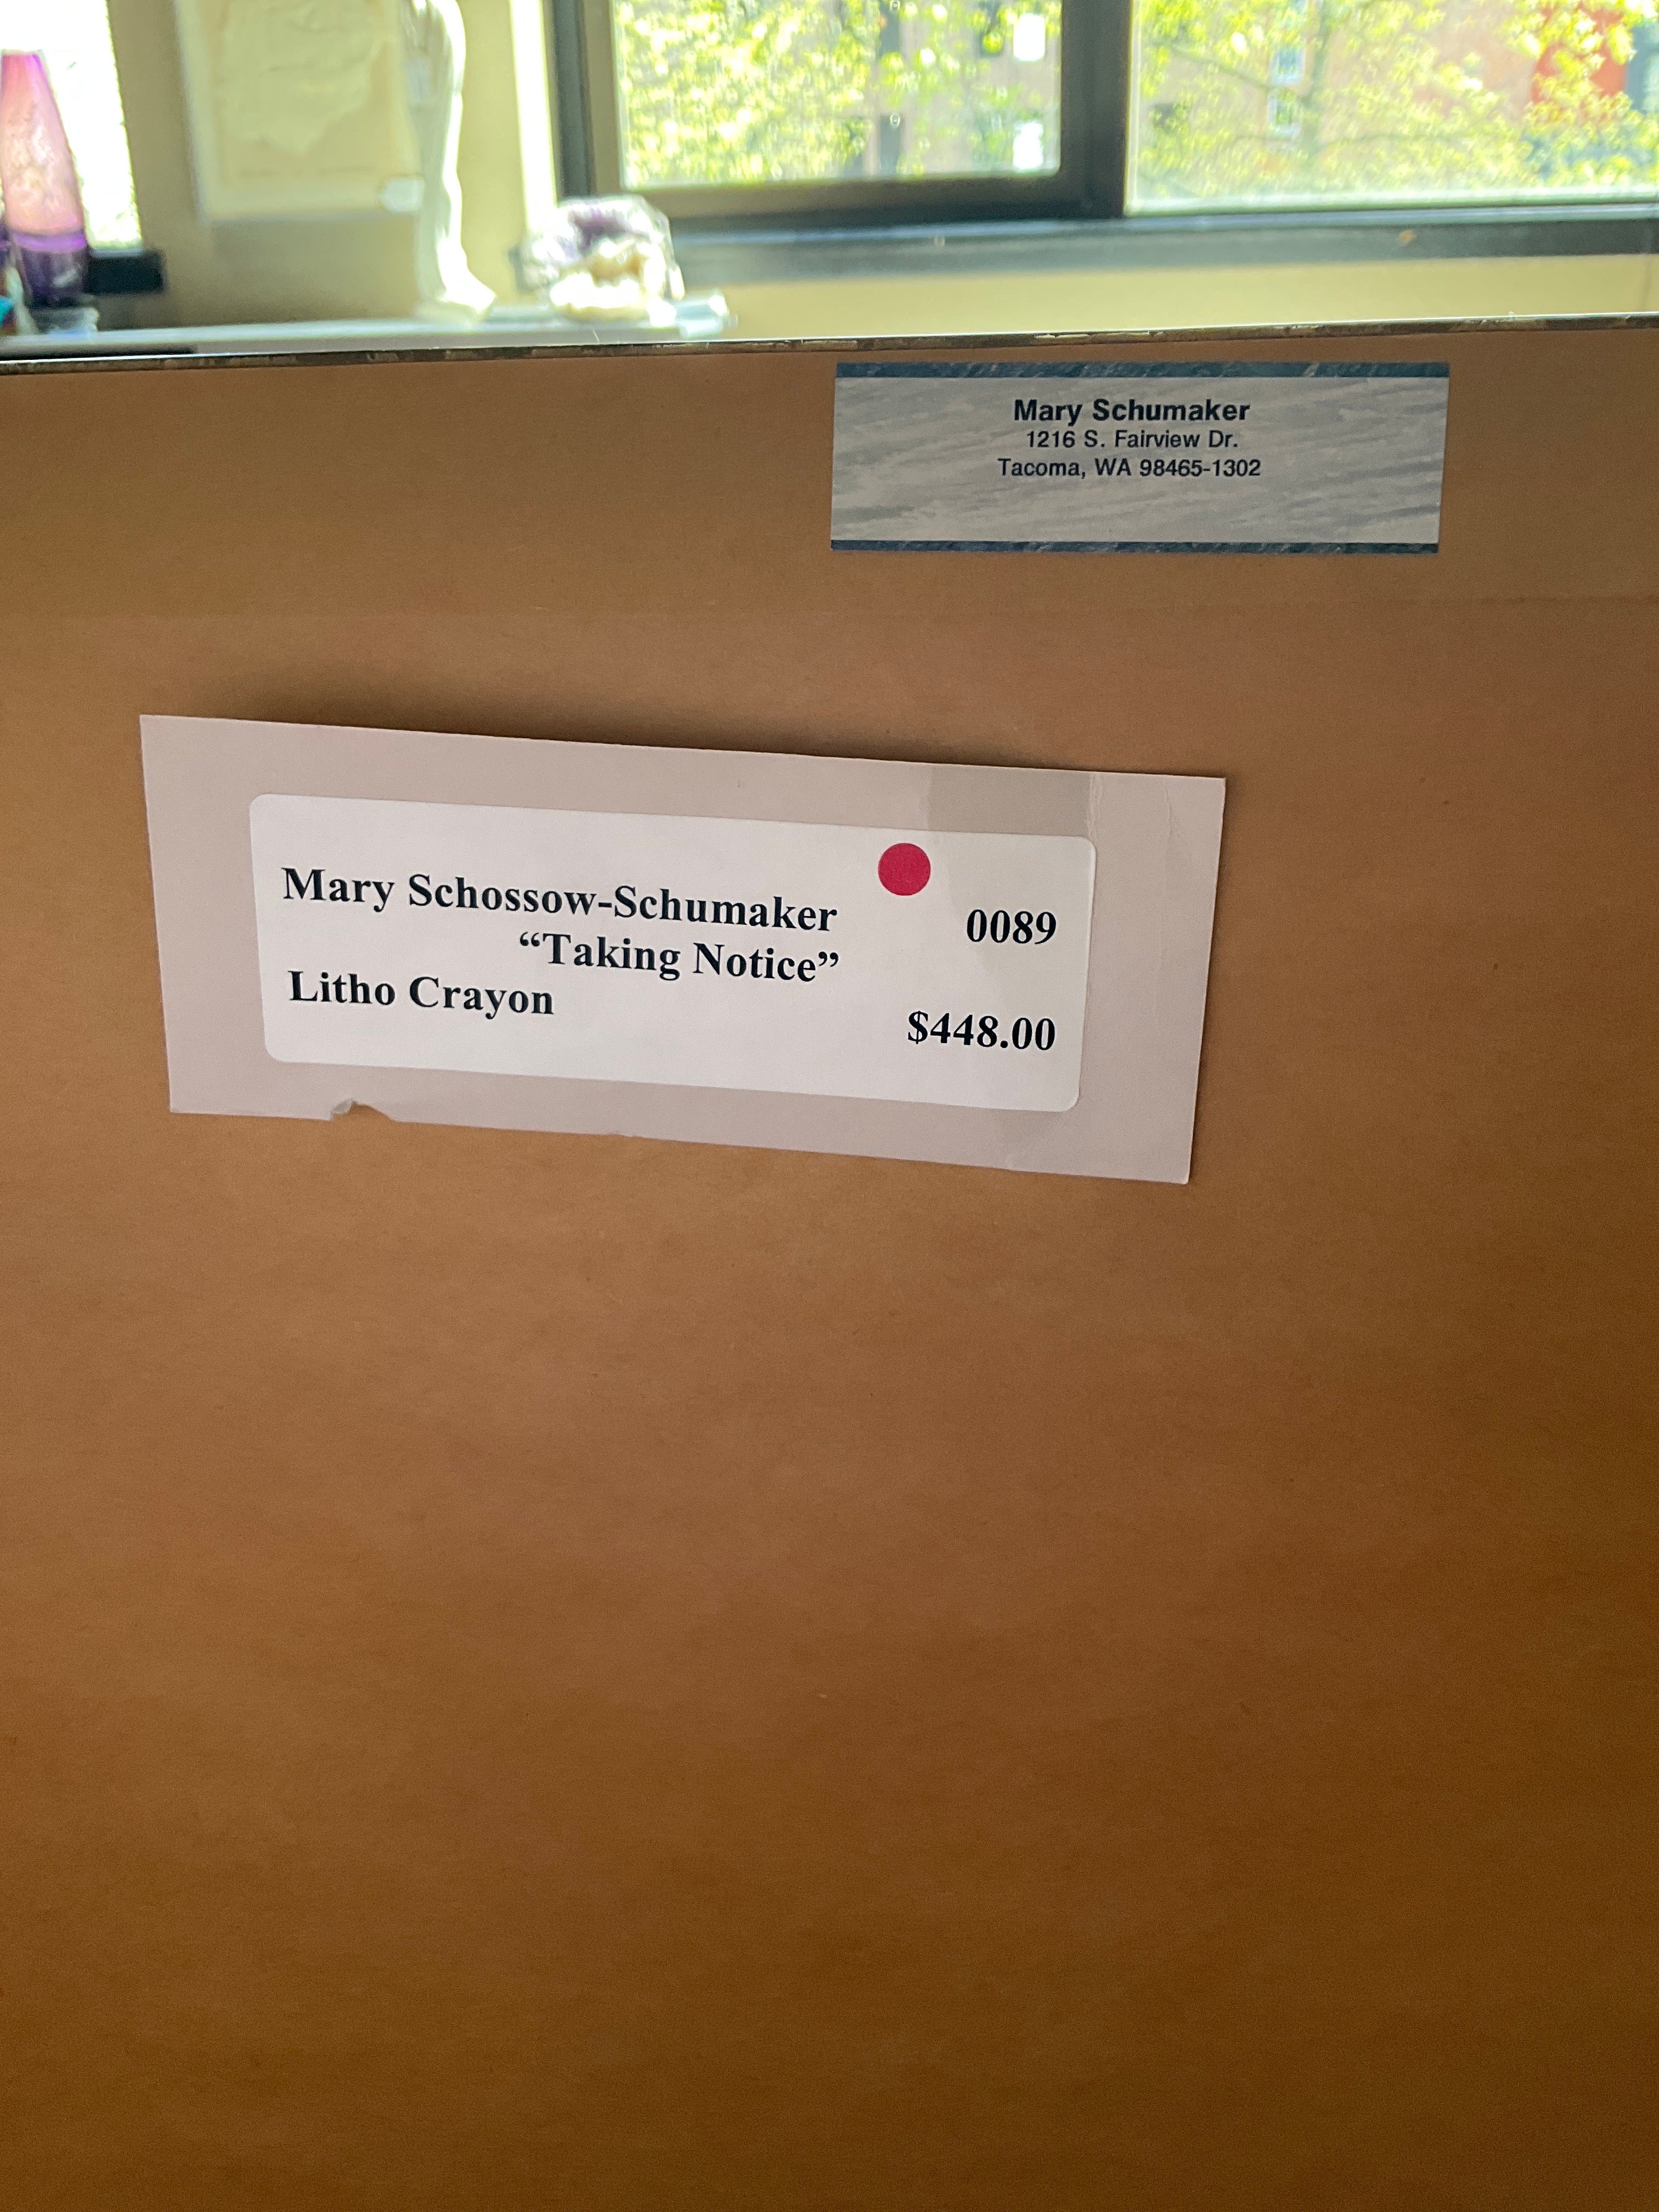 Mary Schumaker
1216 S. Fairview Dr.
Tacoma, WA 98465-1302
Mary Schossow-Schumaker 0089
“Taking Notice”
Litho Crayon $448.00